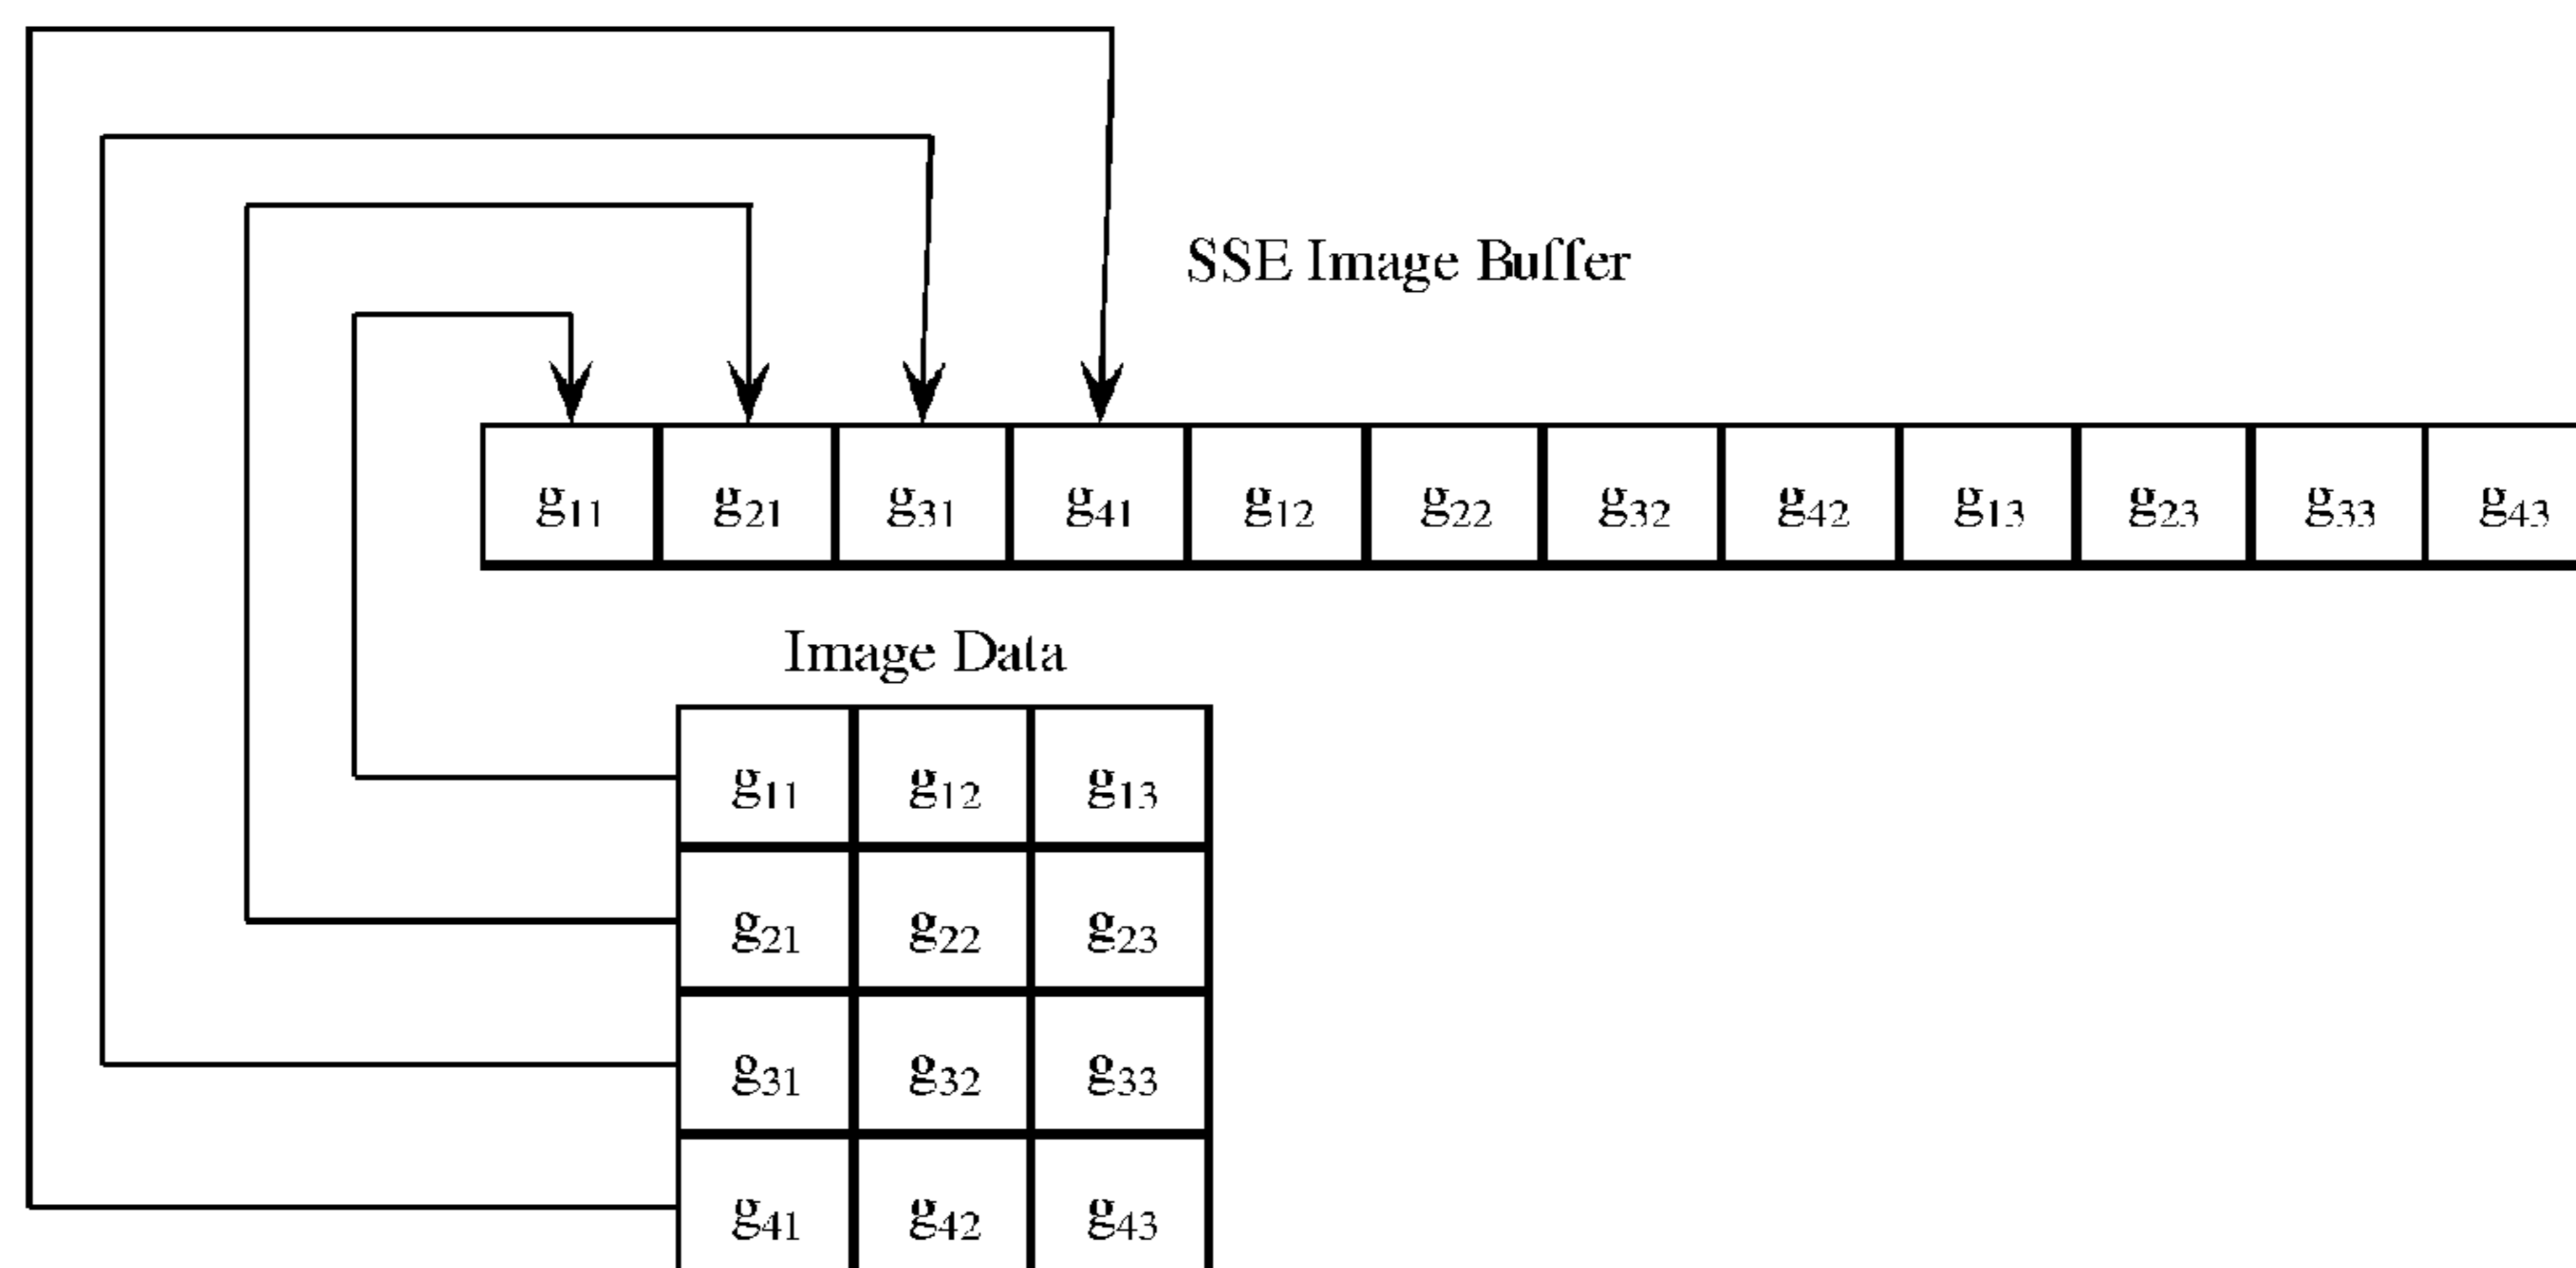 SSE Image Buffer
g11 g21 g31 g41 g12 g22 g32 g42 g13 g23 g33 g43
Image Data
g11 g12 g13
g21 g22 g23
g31 g32 g33
g41 g42 g43